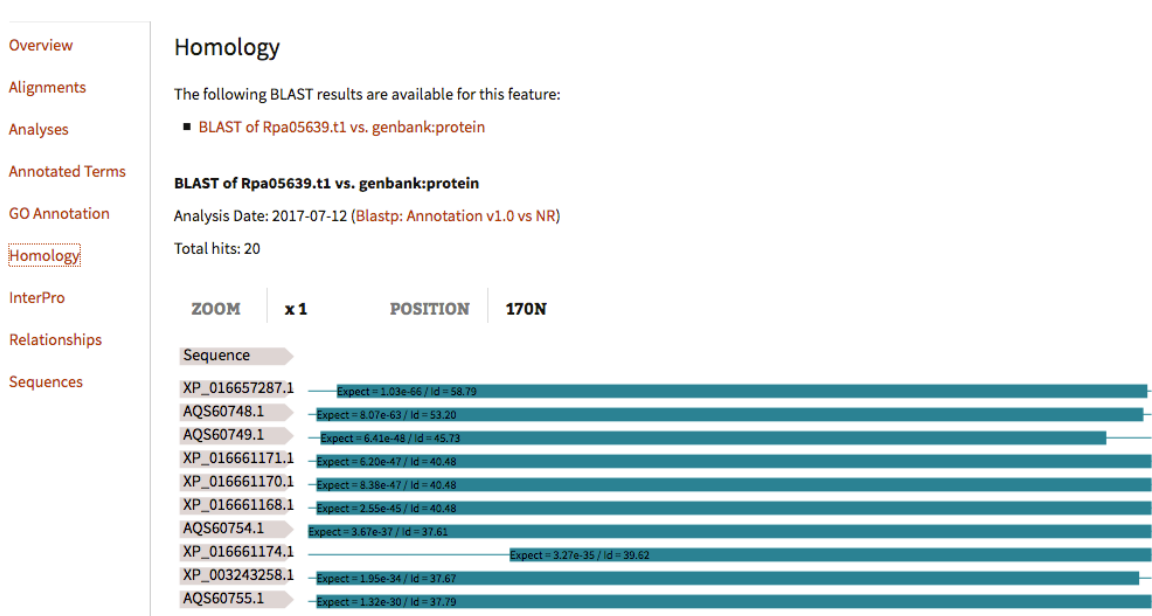 Overview
Alignments
Analyses
Annotated Terms
GO Annotation
Homology
InterPro
Relationships
Sequences
Homology
The following BLAST results are available for this feature:
BLAST of Rpa05639.t1 vs. genbank:protein
BLAST of Rpa05639.t1 vs. genbank:protein
Analysis Date: 2017-07-12 (Blastp: Annotation v1.0 vs NR)
Total hits: 20
ZOOM x 1 POSITION 170N
Sequence
XP_016657287.1 Expect = 1.03e-66 / Id = 58.79
AQS60748.1 Expect = 8.07e-63 / Id = 53.20
AQS60749.1 Expect = 6.41e-48 / Id = 45.73
XP_016661171.1 Expect = 6.20e-47 / Id = 40.48
XP_016661170.1 Expect = 8.38e-47 / Id = 40.48
XP_016661168.1 Expect = 2.55e-45 / Id = 40.48
AQS60754.1 Expect = 3.67e-37 / Id = 37.61
XP_016661174.1 Expect = 3.27e-35 / Id = 39.62
XP_003243258.1 Expect = 1.95e-34 / Id = 37.67
AQS60755.1 Expect = 1.32e-30 / Id = 37.79